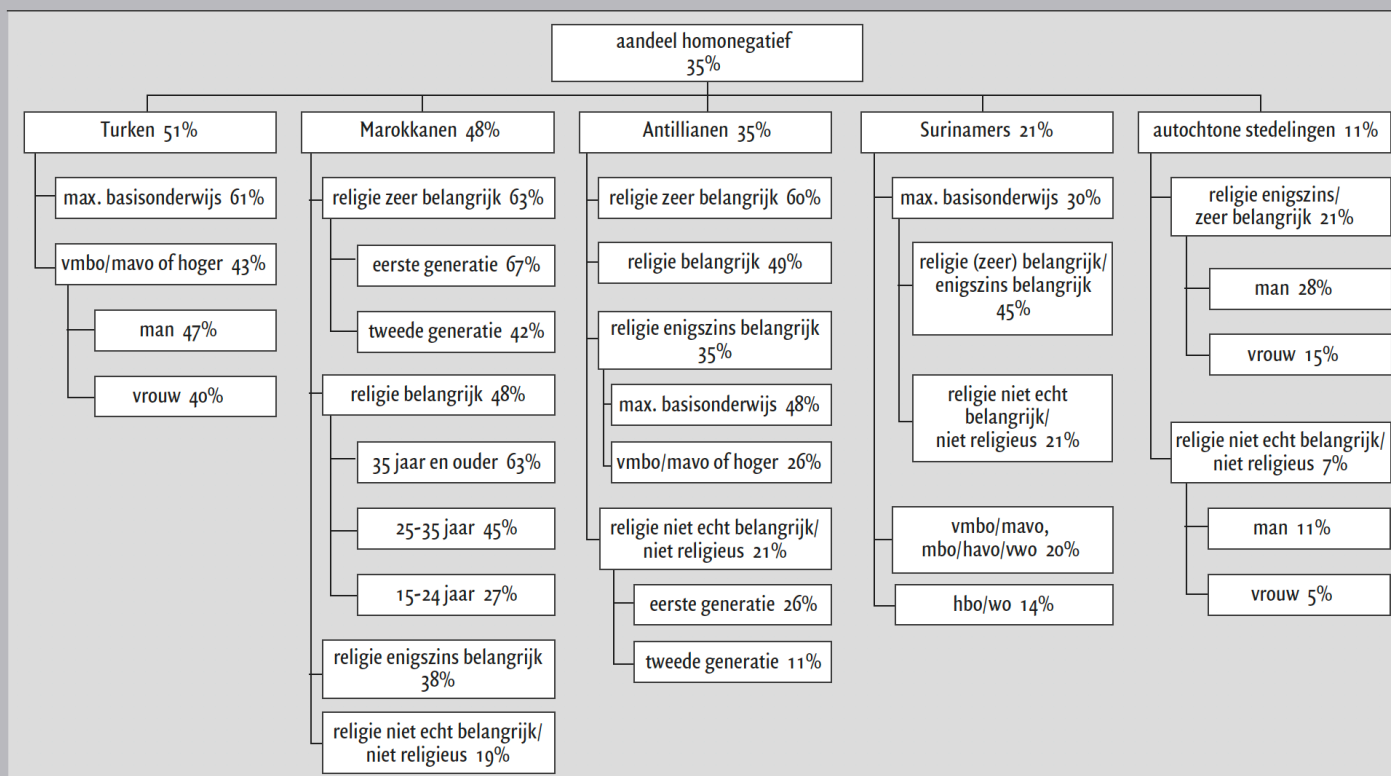 aandeel homonegatief
35%
Turken 51%
max. basisonderwijs 61%
vmbo/mavo of hoger 43%
man 47%
vrouw 40%
Marokkanen 48%
religie zeer belangrijk 63%
eerste generatie 67%
tweede generatie 42%
religie belangrijk 48%
35 jaar en ouder 63%
25-35 jaar 45%
15-24 jaar 27%
religie enigszins belangrijk
38%
religie niet echt belangrijk/
niet religieus 19%
Antillianen 35%
religie zeer belangrijk 60%
religie belangrijk 49%
religie enigszins belangrijk
35%
max. basisonderwijs 48%
vmbo/mavo of hoger 26%
religie niet echt belangrijk/
niet religieus 21%
eerste generatie 26%
tweede generatie 11%
Surinamers 21%
max. basisonderwijs 30%
religie (zeer) belangrijk/
enigszins belangrijk
45%
religie niet echt
belangrijk/
niet religieus 21%
vmbo/mavo,
mbo/havo/vwo 20%
hbo/wo 14%
autochtone stedelingen 11%
religie enigszins/
zeer belangrijk 21%
man 28%
vrouw 15%
religie niet echt belangrijk/
niet religieus 7%
man 11%
vrouw 5%